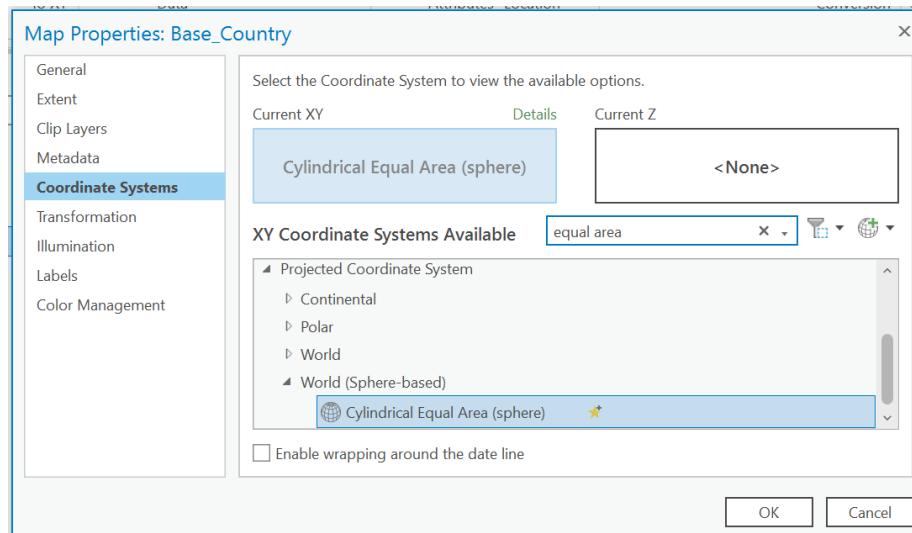 Map Properties: Base_Country
General
Extent
Clip Layers
Metadata
Coordinate Systems
Transformation
Illumination
Labels
Color Management
Select the Coordinate System to view the available options.
Current XY Details Current Z
Cylindrical Equal Area (sphere) <None>
XY Coordinate Systems Available equal area
Projected Coordinate System
Continental
Polar
World
World (Sphere-based)
Cylindrical Equal Area (sphere)
Enable wrapping around the date line
OK Cancel